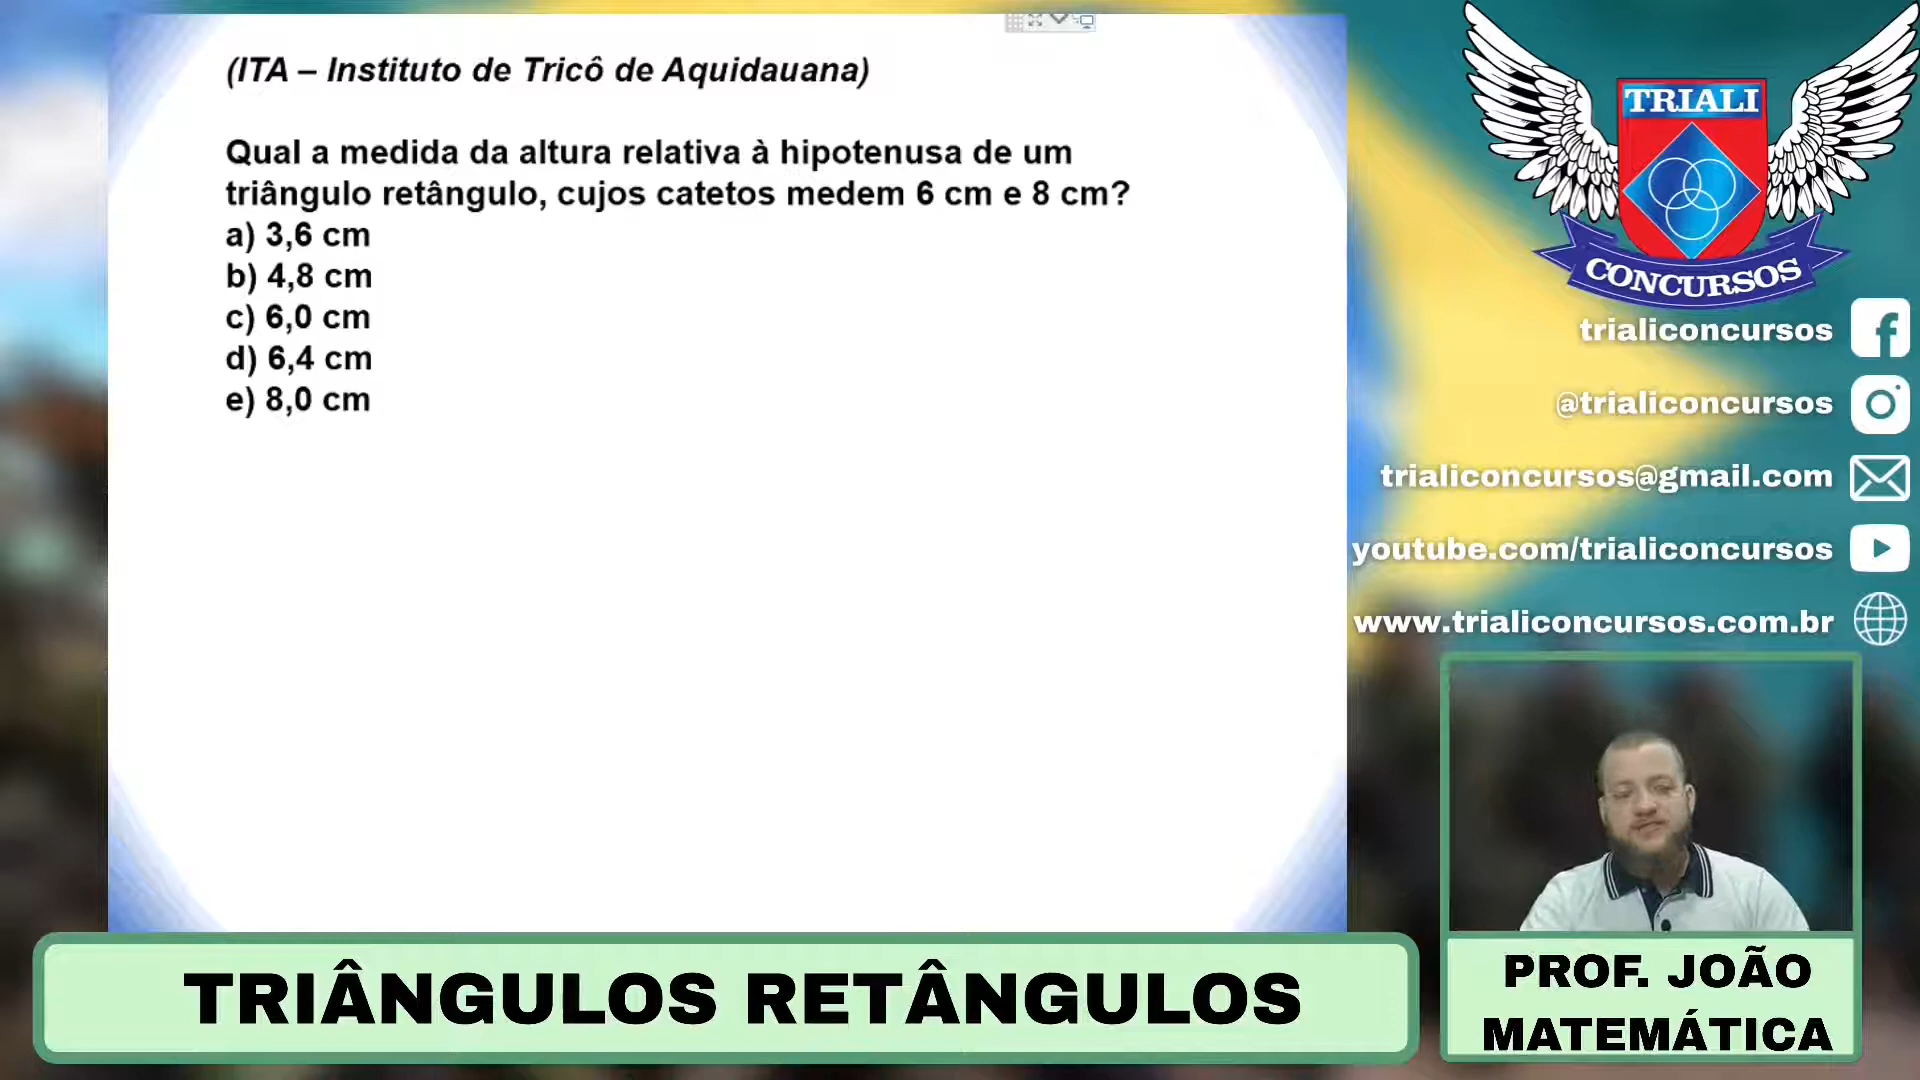 (ITA – Instituto de Tricô de Aquidauana)
Qual a medida da altura relativa à hipotenusa de um
triângulo retângulo, cujos catetos medem 6 cm e 8 cm?
a) 3,6 cm
b) 4,8 cm
c) 6,0 cm
d) 6,4 cm
e) 8,0 cm
TRIALI
CONCURSOS
trialiconcursos
@trialiconcursos
trialiconcursos@gmail.com
youtube.com/trialiconcursos
www.trialiconcursos.com.br
TRIÂNGULOS RETÂNGULOS
PROF. JOÃO
MATEMÁTICA